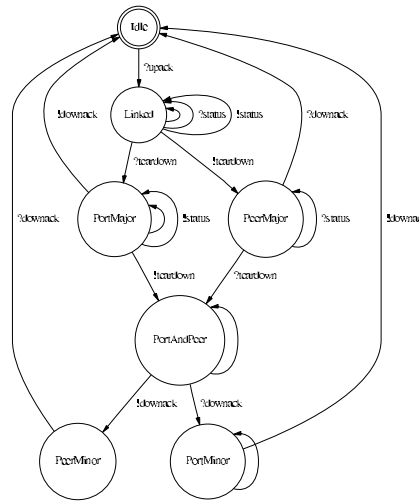 Idle
?upack
Linked
?status
!status
!downack
?downack
?teardown
!teardown
PortMajor
!status
PeerMajor
?status
?downack
!downack
!teardown
?teardown
PortAndPeer
!downack
?downack
PeerMinor
PortMinor